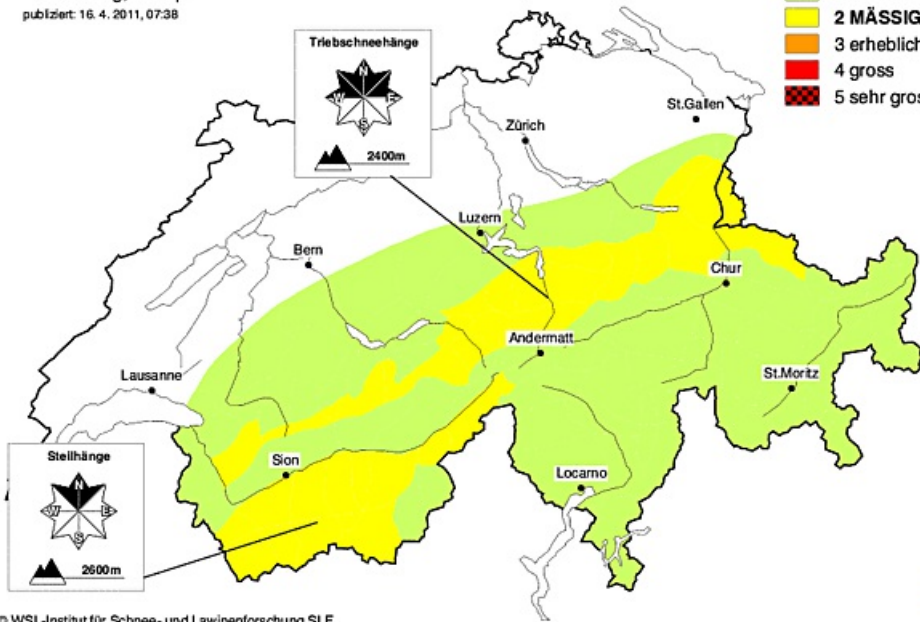 publiziert: 16. 4. 2011, 07:38
2 MÄSSIG
3 erheblich
4 gross
5 sehr gros
Triebschneehänge
N
W E
S
2400m
St.Gallen
Zürich
Luzern
Bern
Chur
Andermatt
St.Moritz
Lausanne
Sion
Locarno
Steilhänge
N
W E
S
2600m
© WSL-Institut für Schnee- und Lawinenforschung SLF